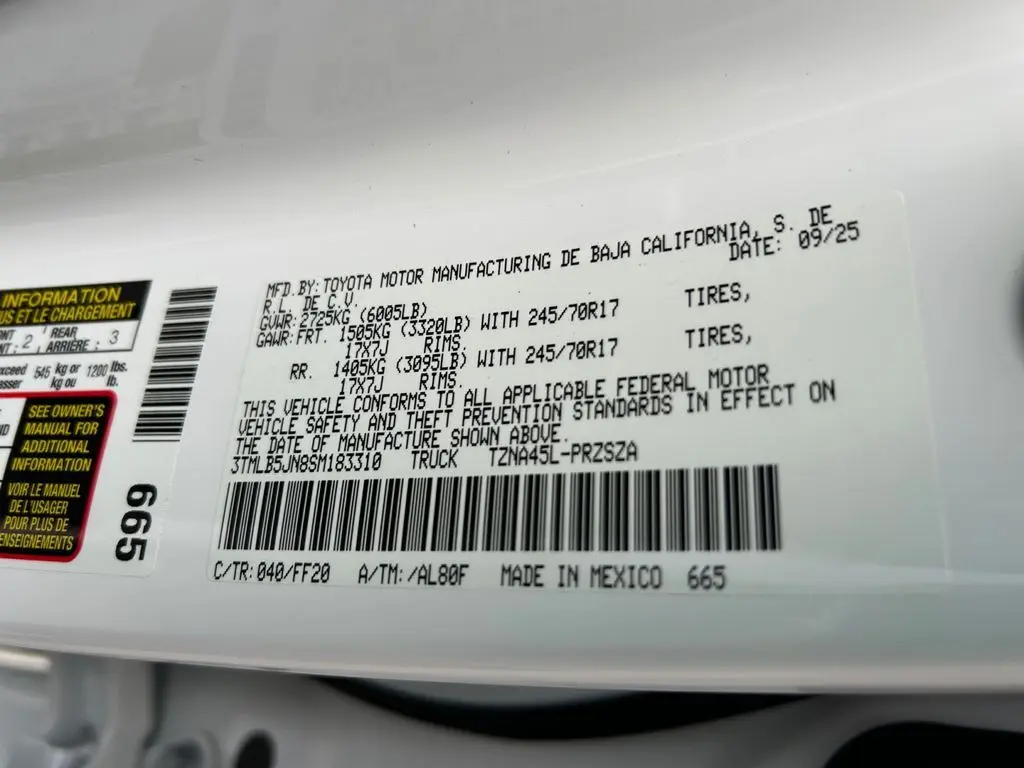 INFORMATION
US ET LE CHARGEMENT
NT : 2 REAR ARRIÈRE : 3
xceed 545 kg or 1200 lbs.
sser kg ou lb.
SEE OWNER'S
MANUAL FOR
ADDITIONAL
INFORMATION
VOIR LE MANUEL
DE L'USAGER
POUR PLUS DE
ENSEIGNEMENTS
665
MFD.BY:TOYOTA MOTOR MANUFACTURING DE BAJA CALIFORNIA, S. DE
R.L. DE C.V. DATE: 09/25
GVWR:2725KG (6005LB)
GAWR:FRT. 1505KG (3320LB) WITH 245/70R17 TIRES,
17X7J RIMS.
RR. 1405KG (3095LB) WITH 245/70R17 TIRES,
17X7J RIMS.
THIS VEHICLE CONFORMS TO ALL APPLICABLE FEDERAL MOTOR
VEHICLE SAFETY AND THEFT PREVENTION STANDARDS IN EFFECT ON
THE DATE OF MANUFACTURE SHOWN ABOVE.
3TMLB5JN8SM183310 TRUCK TZNA45L-PRZSZA
C/TR:040/FF20 A/TM:/AL80F MADE IN MEXICO 665